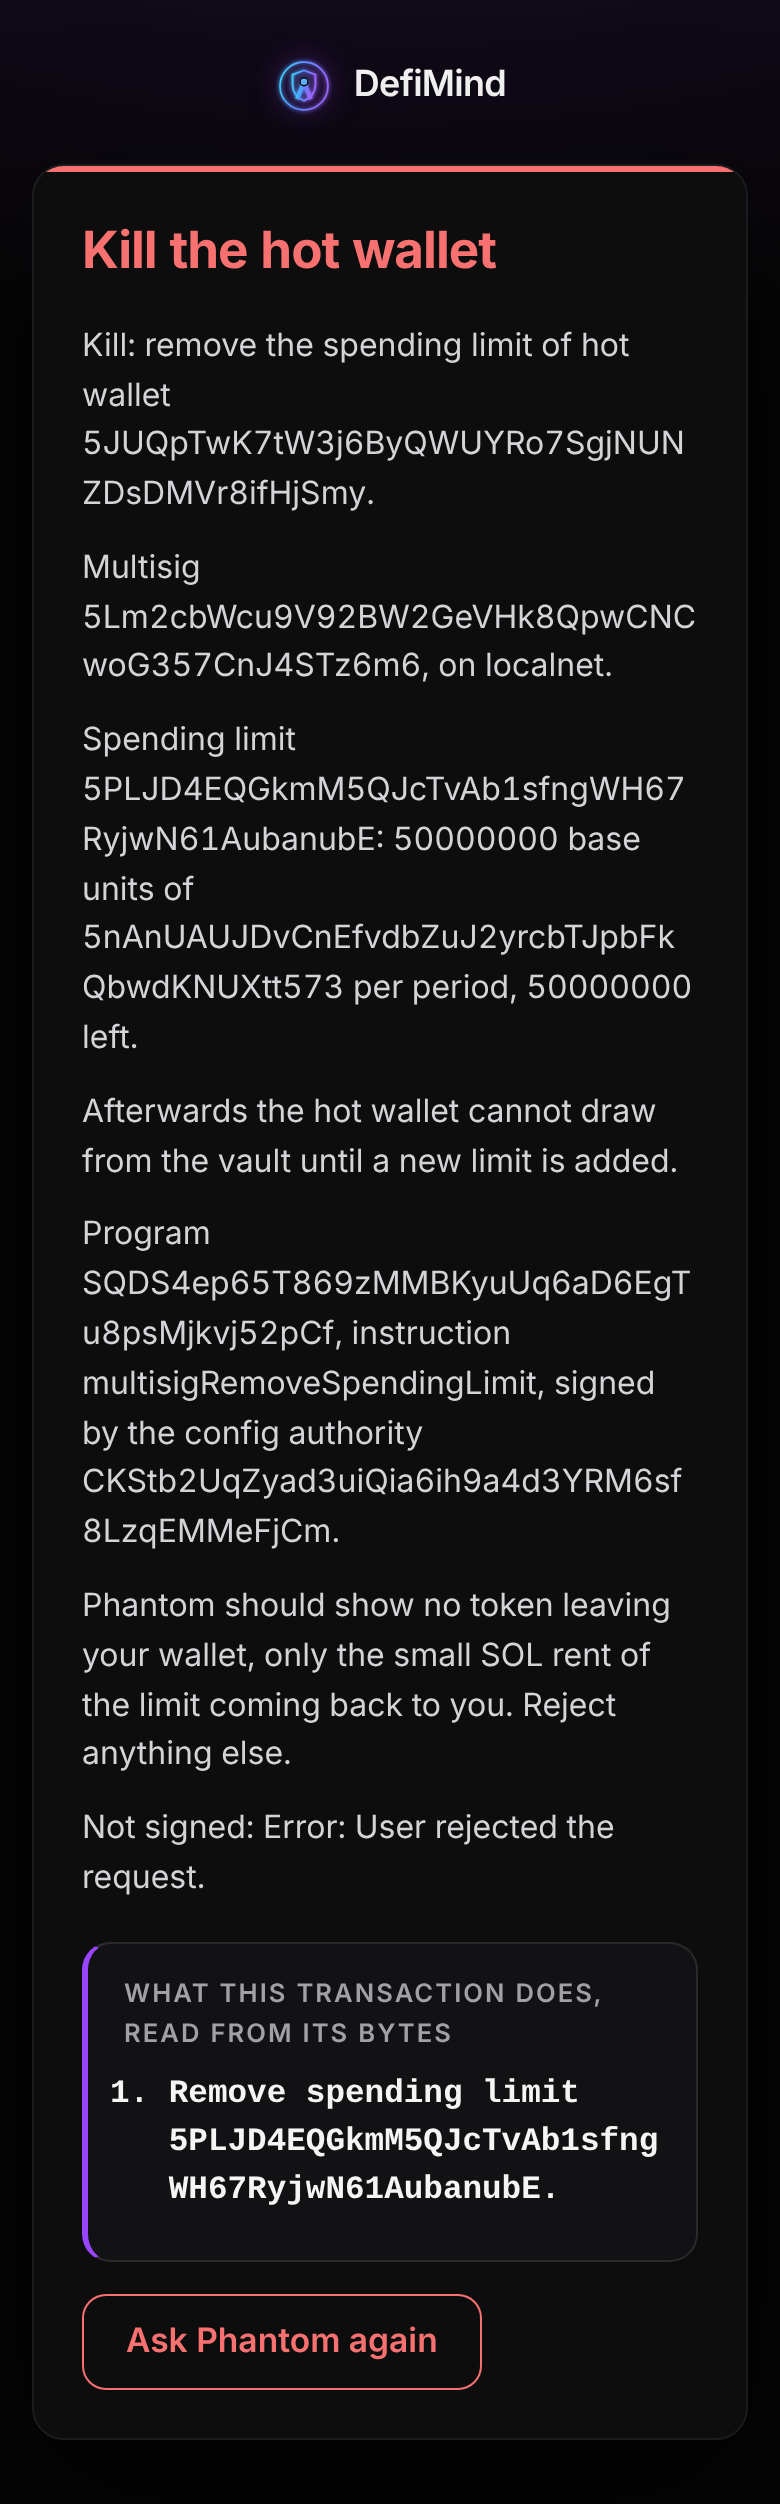 DefiMind
Kill the hot wallet
Kill: remove the spending limit of hot
wallet
5JUQpTwK7tW3j6ByQWUYRo7SgjNUN
ZDsDMVr8ifHjSmy.
Multisig
5Lm2cbWcu9V92BW2GeVHk8QpwCNC
woG357CnJ4STz6m6, on localnet.
Spending limit
5PLJD4EQGkmM5QJcTvAb1sfngWH67
RyjwN61AubanubE: 50000000 base
units of
5nAnUAUJDvCnEfvdbZuJ2yrcbTJpbFk
QbwdKNUXtt573 per period, 50000000
left.
Afterwards the hot wallet cannot draw
from the vault until a new limit is added.
Program
SQDS4ep65T869zMMBKyuUq6aD6EgT
u8psMjkvj52pCf, instruction
multisigRemoveSpendingLimit, signed
by the config authority
CKStb2UqZyad3uiQia6ih9a4d3YRM6sf
8LzqEMMeFjCm.
Phantom should show no token leaving
your wallet, only the small SOL rent of
the limit coming back to you. Reject
anything else.
Not signed: Error: User rejected the
request.
WHAT THIS TRANSACTION DOES,
READ FROM ITS BYTES
1. Remove spending limit
5PLJD4EQGkmM5QJcTvAb1sfng
WH67RyjwN61AubanubE.
Ask Phantom again